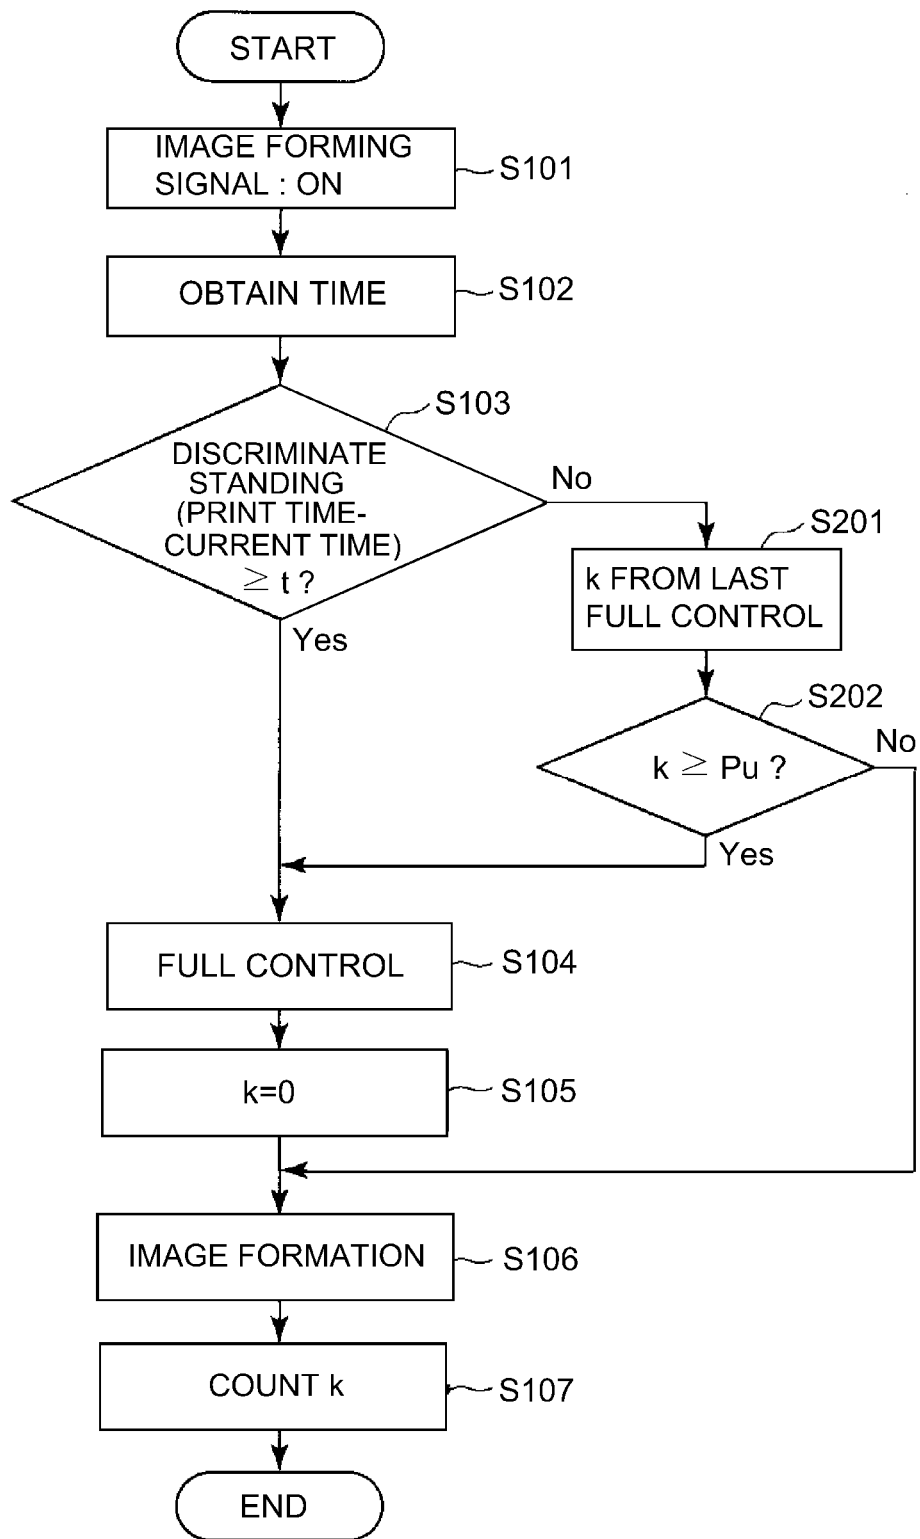 START
IMAGE FORMING
SIGNAL : ON
S101
OBTAIN TIME
S102
S103
DISCRIMINATE
STANDING
(PRINT TIME-
CURRENT TIME)
≥ t ?
No
Yes
S201
k FROM LAST
FULL CONTROL
S202
k ≥ Pu ?
No
Yes
FULL CONTROL
S104
k=0
S105
IMAGE FORMATION
S106
COUNT k
S107
END